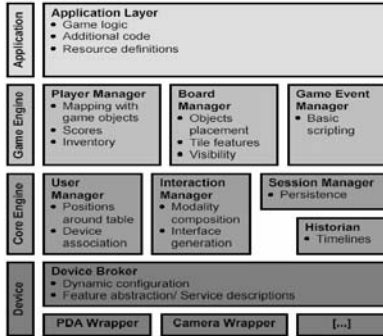 Application
Application Layer
• Game logic
• Additional code
• Resource definitions
Game Engine
Player Manager
• Mapping with
game objects
• Scores
• Inventory
Board
Manager
• Objects
placement
• Tile features
• Visibility
Game Event
Manager
• Basic
scripting
Core Engine
User
Manager
• Positions
around table
• Device
association
Interaction
Manager
• Modality
composition
• Interface
generation
Session Manager
• Persistence
Historian
• Timelines
Device
Device Broker
• Dynamic configuration
• Feature abstraction/ Service descriptions
PDA Wrapper
Camera Wrapper
[...]